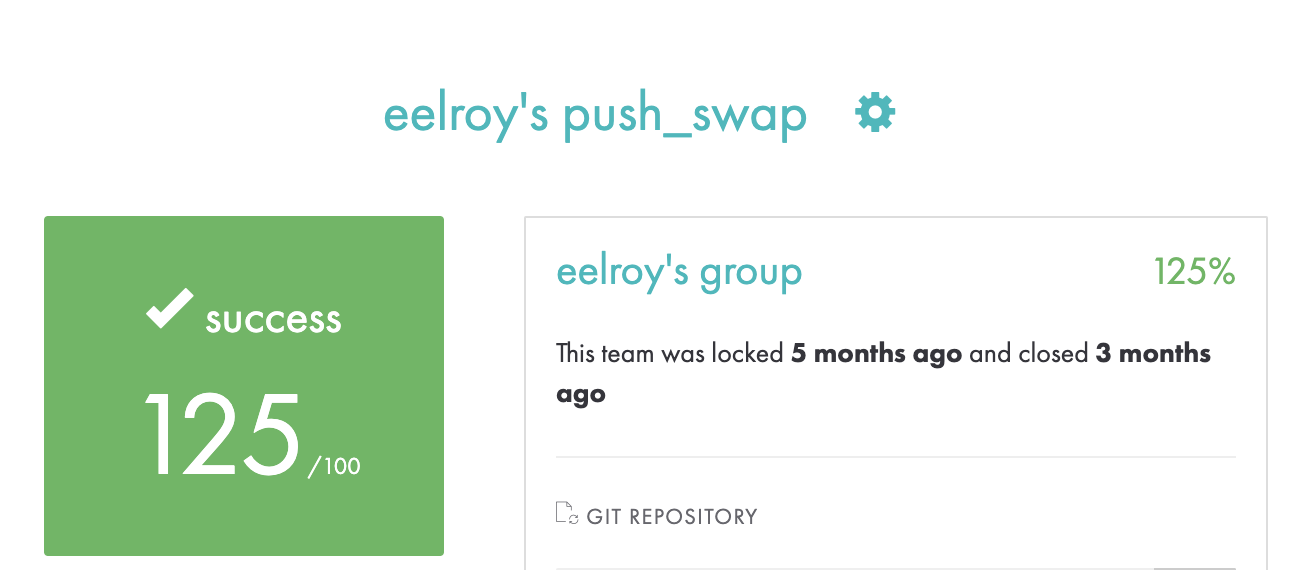 eelroy's push_swap
success
125/100
eelroy's group
125%
This team was locked 5 months ago and closed 3 months
ago
GIT REPOSITORY